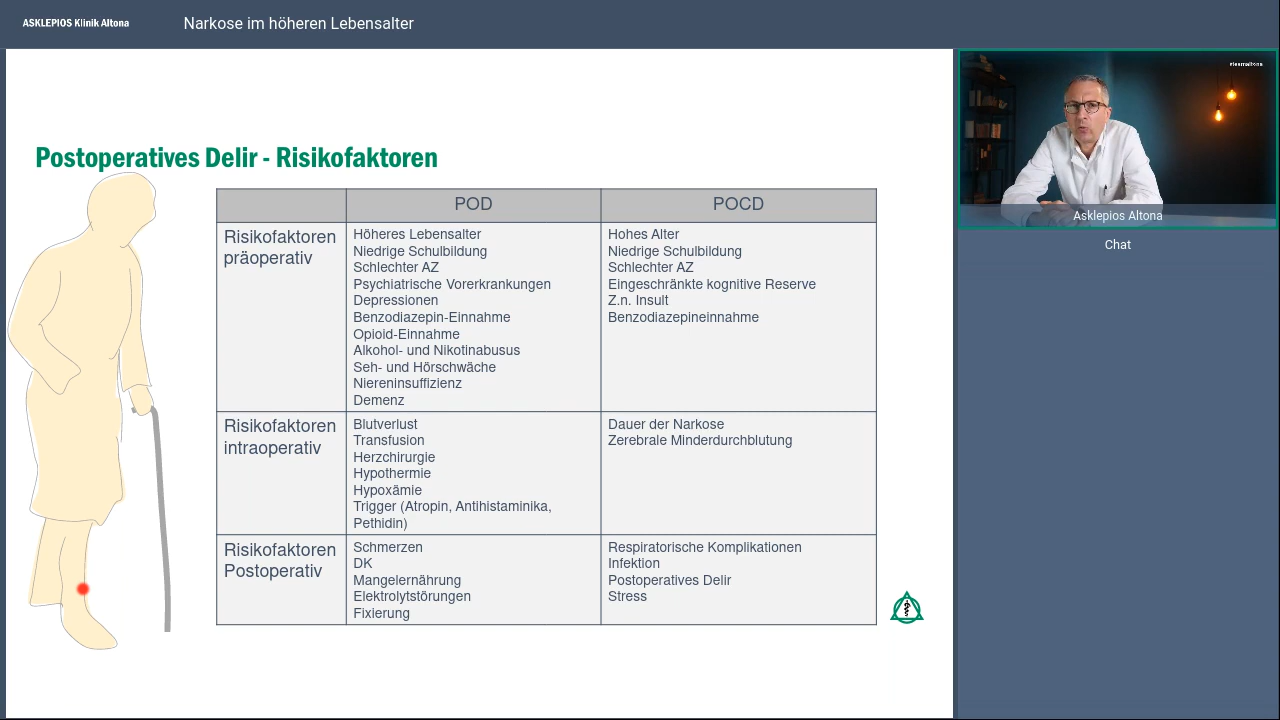 ASKLEPIOS Klinik Altona
Narkose im höheren Lebensalter
#teamaltona
Asklepios Altona
Chat
Postoperatives Delir - Risikofaktoren
POD
POCD
Risikofaktoren
präoperativ
Höheres Lebensalter
Niedrige Schulbildung
Schlechter AZ
Psychiatrische Vorerkrankungen
Depressionen
Benzodiazepin-Einnahme
Opioid-Einnahme
Alkohol- und Nikotinabusus
Seh- und Hörschwäche
Niereninsuffizienz
Demenz
Hohes Alter
Niedrige Schulbildung
Schlechter AZ
Eingeschränkte kognitive Reserve
Z.n. Insult
Benzodiazepineinnahme
Risikofaktoren
intraoperativ
Blutverlust
Transfusion
Herzchirurgie
Hypothermie
Hypoxämie
Trigger (Atropin, Antihistaminika,
Pethidin)
Dauer der Narkose
Zerebrale Minderdurchblutung
Risikofaktoren
Postoperativ
Schmerzen
DK
Mangelernährung
Elektrolytstörungen
Fixierung
Respiratorische Komplikationen
Infektion
Postoperatives Delir
Stress